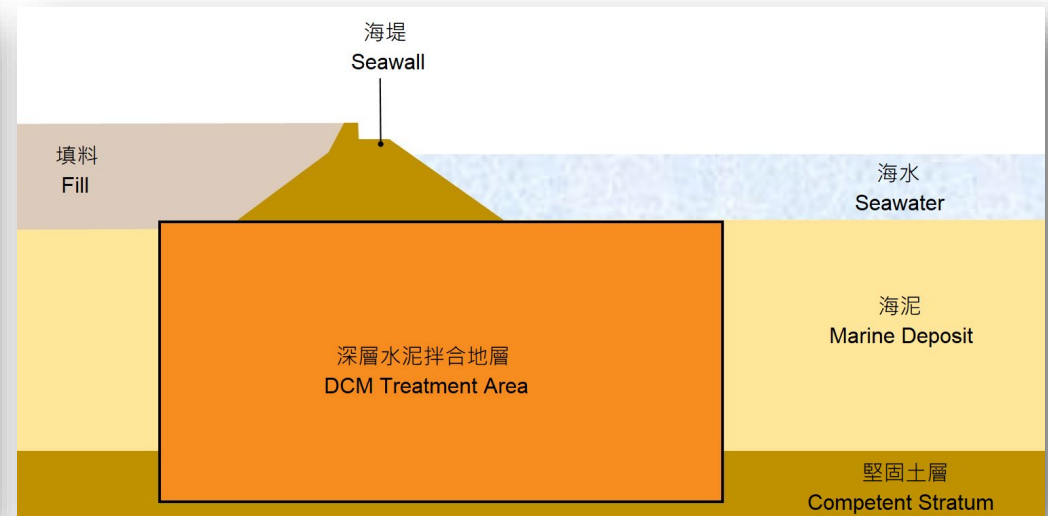 海堤
Seawall
填料
Fill
海水
Seawater
海泥
Marine Deposit
深層水泥拌合地層
DCM Treatment Area
堅固土層
Competent Stratum